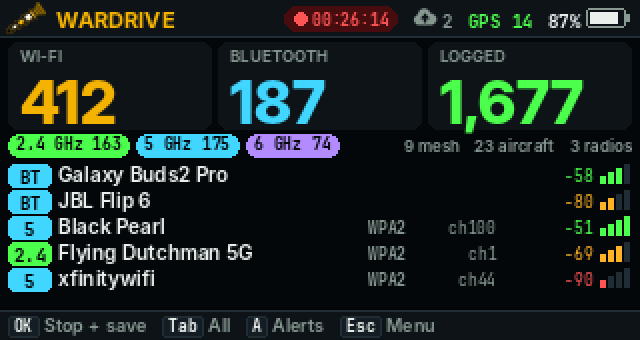 WARDRIVE 00:26:14 2 GPS 14 87%
WI-FI BLUETOOTH LOGGED
412 187 1,677
2.4 GHz 163 5 GHz 175 6 GHz 74 9 mesh 23 aircraft 3 radios
BT Galaxy Buds2 Pro -58
BT JBL Flip 6 -80
5 Black Pearl WPA2 ch100 -51
2.4 Flying Dutchman 5G WPA2 ch1 -69
5 xfinitywifi WPA2 ch44 -90
OK Stop + save Tab All A Alerts Esc Menu